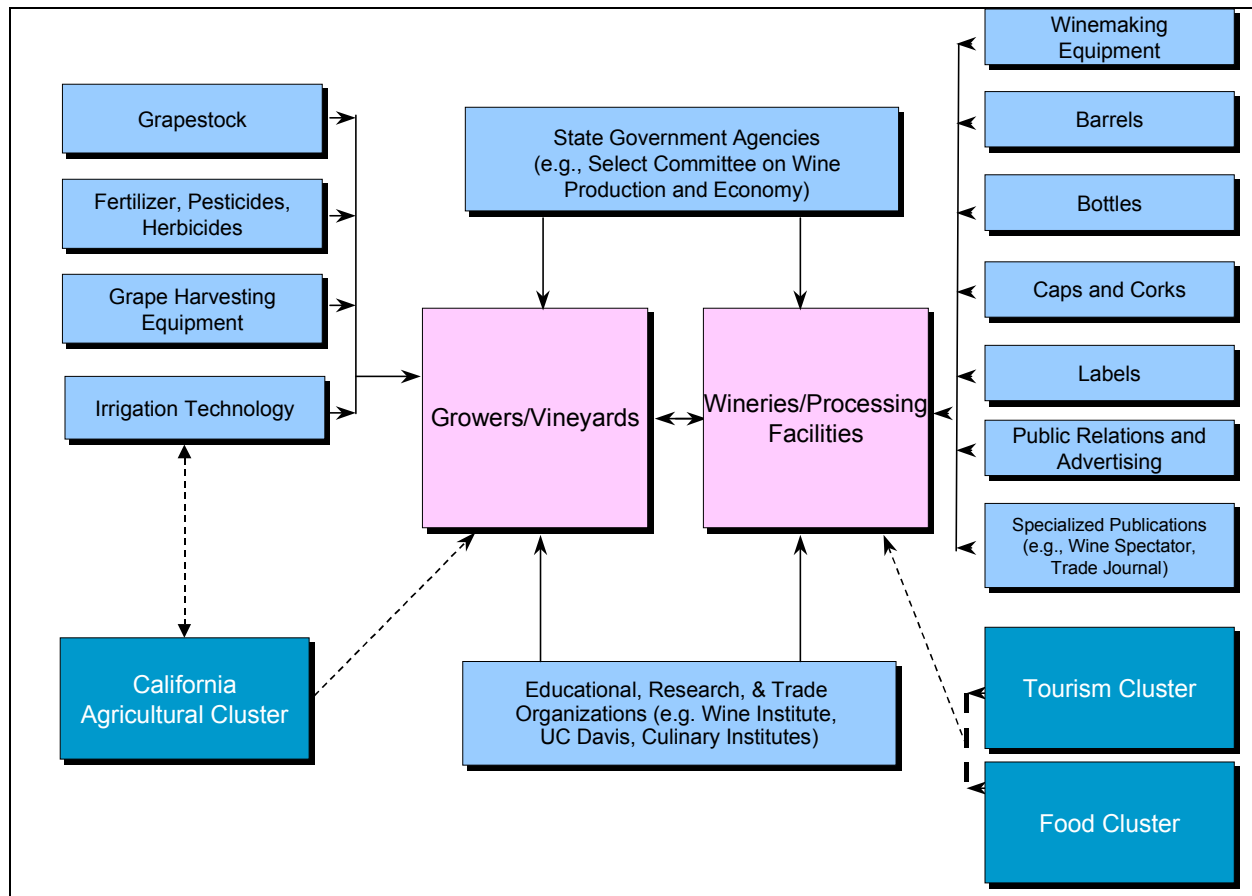 Grapestock
Fertilizer, Pesticides,
Herbicides
Grape Harvesting
Equipment
Irrigation Technology
California
Agricultural Cluster
State Government Agencies
(e.g., Select Committee on Wine
Production and Economy)
Growers/Vineyards
Wineries/Processing
Facilities
Educational, Research, & Trade
Organizations (e.g. Wine Institute,
UC Davis, Culinary Institutes)
Winemaking
Equipment
Barrels
Bottles
Caps and Corks
Labels
Public Relations and
Advertising
Specialized Publications
(e.g., Wine Spectator,
Trade Journal)
Tourism Cluster
Food Cluster